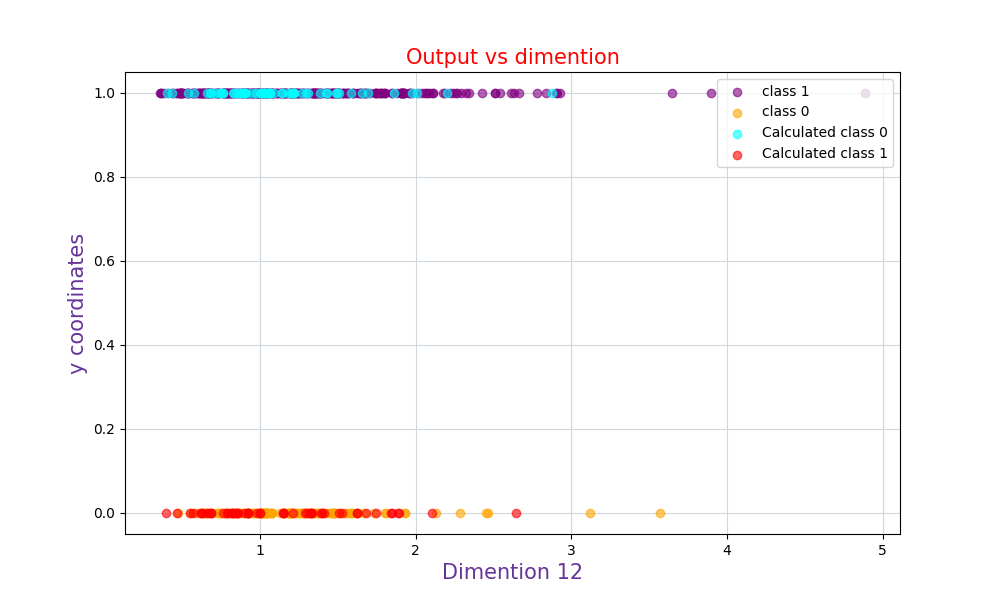 Output vs dimention
class 1
class 0
Calculated class 0
Calculated class 1
y coordinates
1.0
0.8
0.6
0.4
0.2
0.0
1 2 3 4 5
Dimention 12